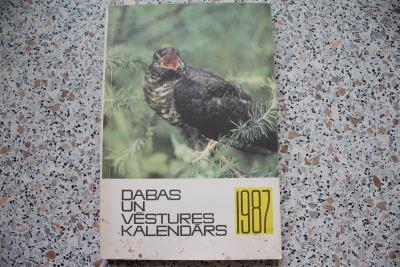 DABAS
UN
VĒSTURES
KALENDĀRS
1987